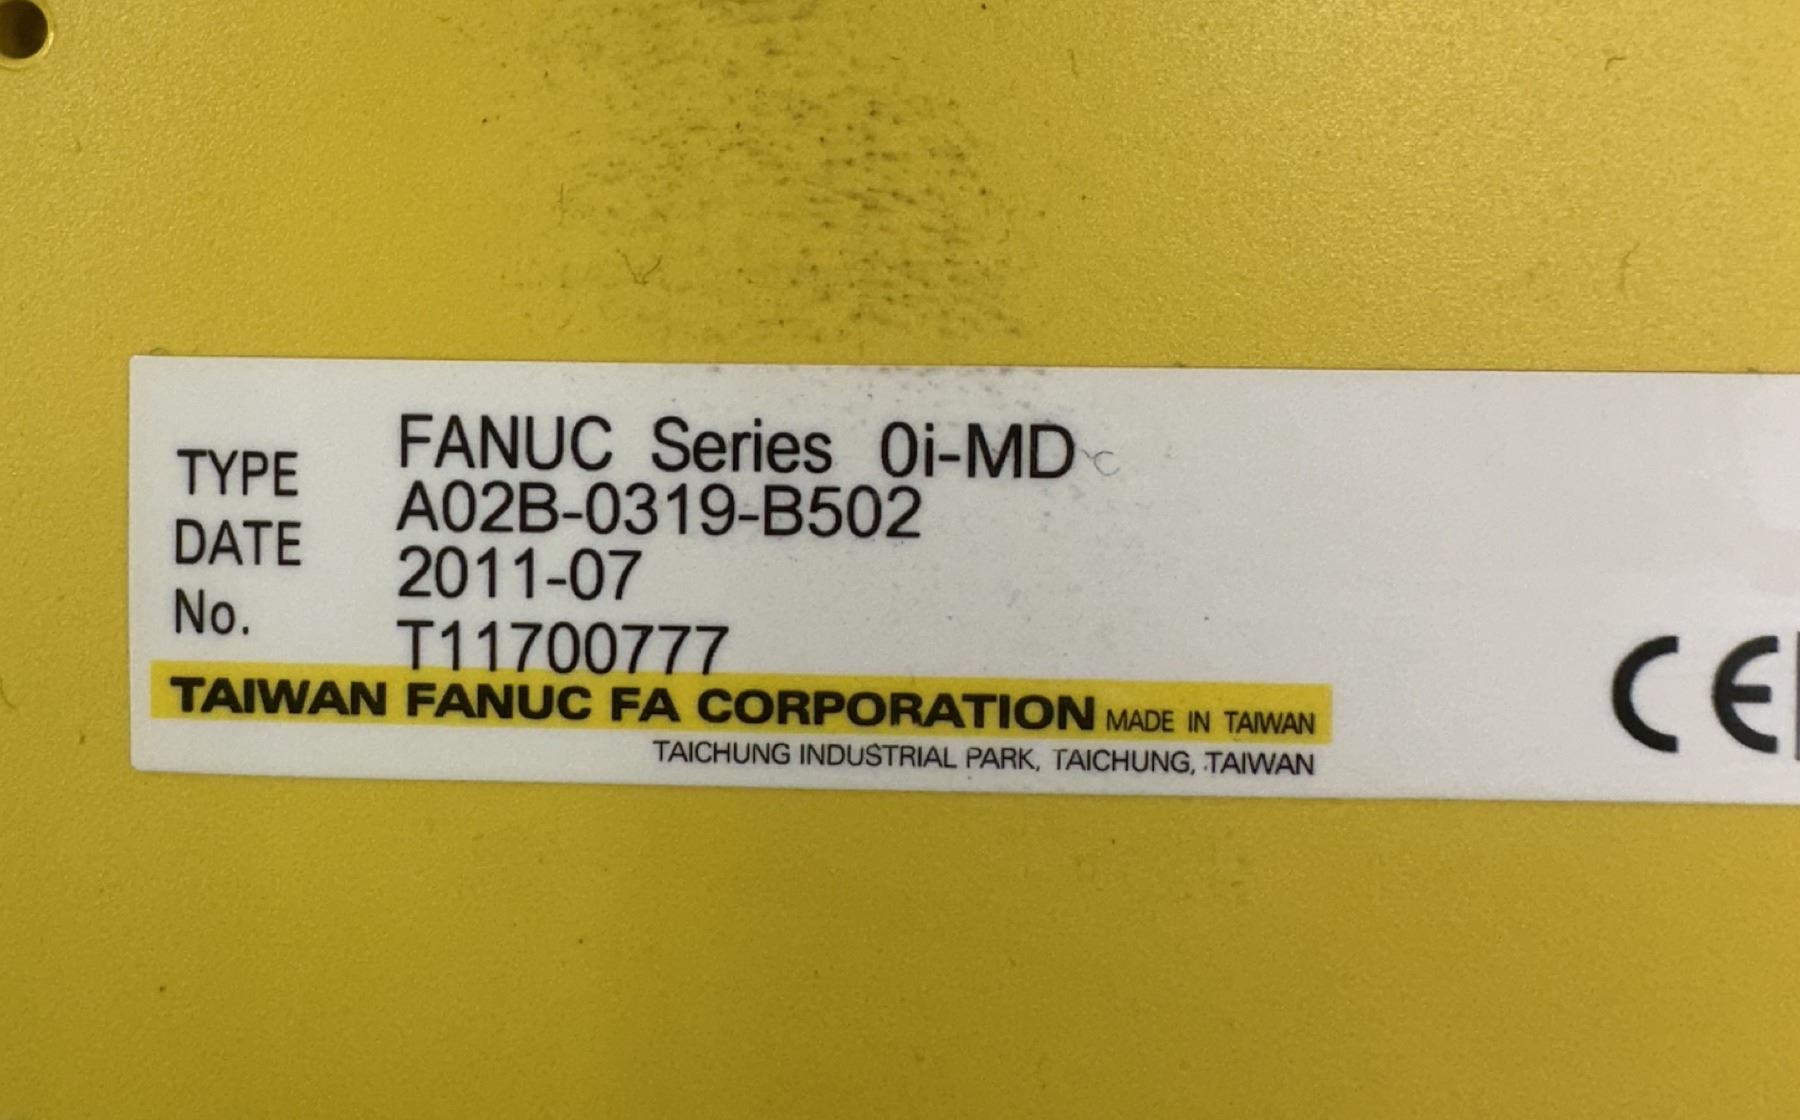 FANUC Series 0i-MD
TYPE A02B-0319-B502
DATE 2011-07
No. T11700777
TAIWAN FANUC FA CORPORATION MADE IN TAIWAN
TAICHUNG INDUSTRIAL PARK, TAICHUNG, TAIWAN
CE